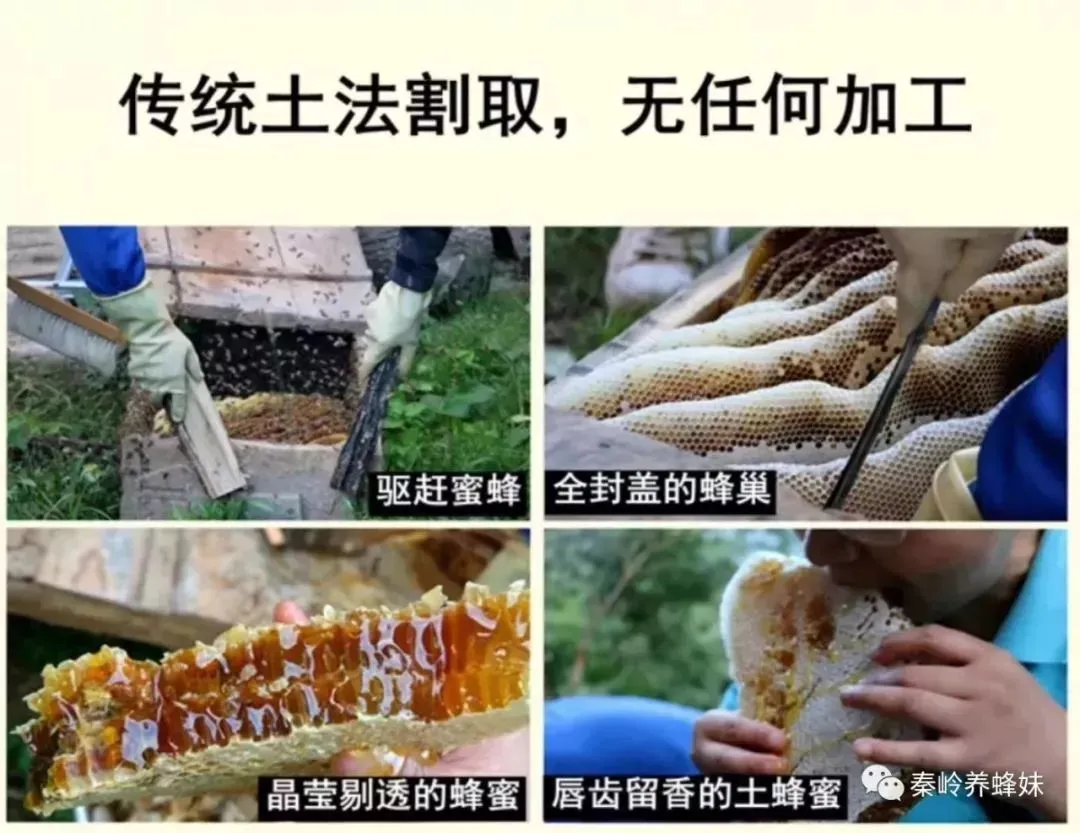 传统土法割取，无任何加工
驱赶蜜蜂
全封盖的蜂巢
晶莹剔透的蜂蜜
唇齿留香的土蜂蜜
秦岭养蜂妹